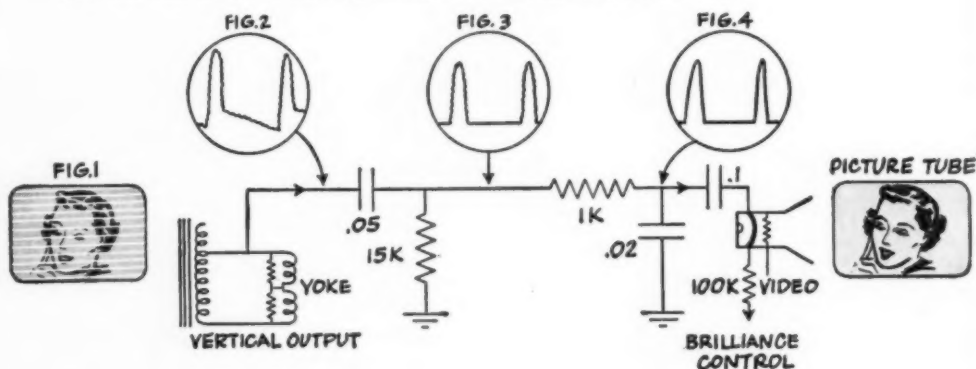 FIG.2
FIG.3
FIG.4
FIG.1
PICTURE TUBE
.05
15K
1K
.02
.1
YOKE
100K
VIDEO
VERTICAL OUTPUT
BRILLIANCE
CONTROL